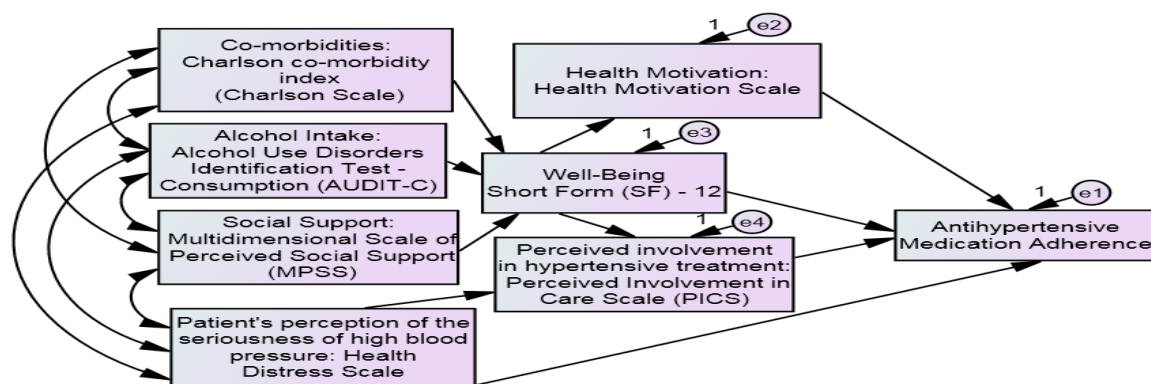 Co-morbidities:
Charlson co-morbidity
index
(Charlson Scale)
Alcohol Intake:
Alcohol Use Disorders
Identification Test -
Consumption (AUDIT-C)
Social Support:
Multidimensional Scale of
Perceived Social Support
(MPSS)
Patient's perception of the
seriousness of high blood
pressure: Health
Distress Scale
1
e2
Health Motivation:
Health Motivation Scale
1
e3
Well-Being
Short Form (SF) - 12
1
e4
Perceived involvement
in hypertensive treatment:
Perceived Involvement in
Care Scale (PICS)
1
e1
Antihypertensive
Medication Adherence